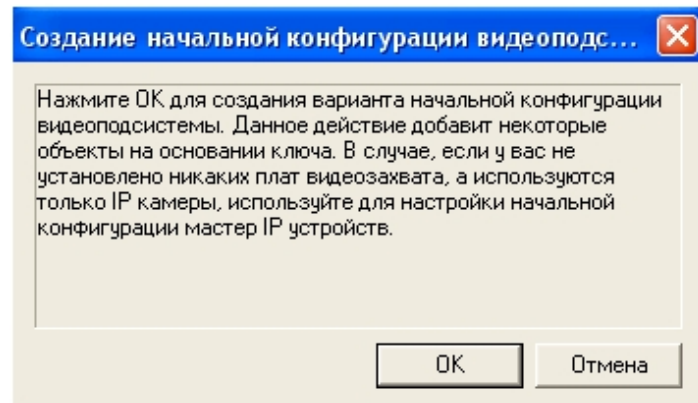 Создание начальной конфигурации видеоподс...
Нажмите OK для создания варианта начальной конфигурации
видеоподсистемы. Данное действие добавит некоторые
объекты на основании ключа. В случае, если у вас не
установлено никаких плат видеозахвата, а используются
только IP камеры, используйте для настройки начальной
конфигурации мастер IP устройств.
OK
Отмена